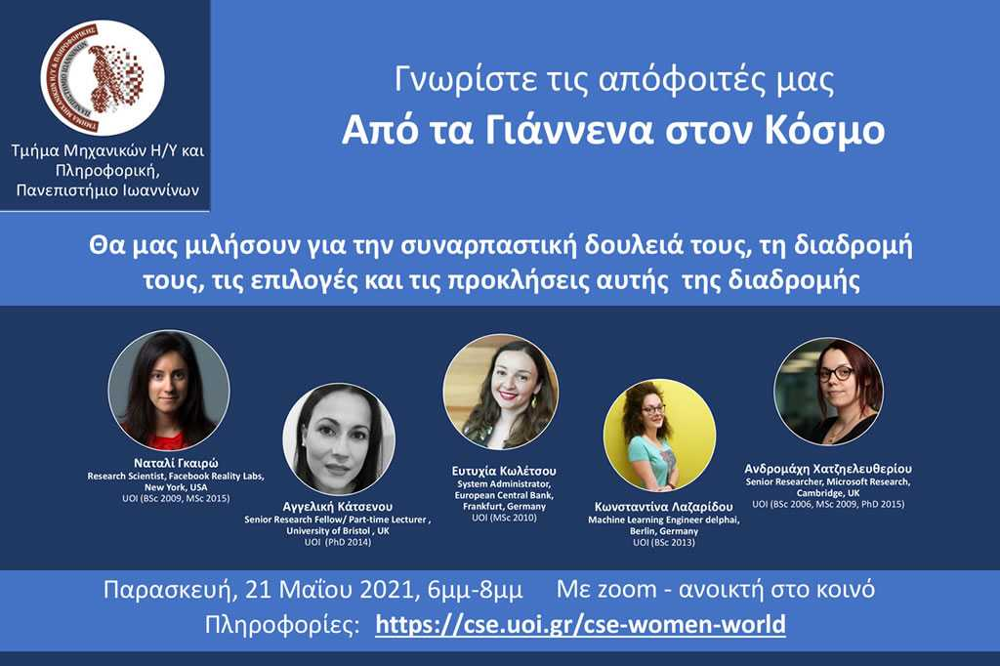 ΤΜΗΜΑ ΜΗΧΑΝΙΚΩΝ Η/Υ & ΠΛΗΡΟΦΟΡΙΚΗΣ
ΠΑΝΕΠΙΣΤΗΜΙΟ ΙΩΑΝΝΙΝΩΝ
Τμήμα Μηχανικών Η/Υ και
Πληροφορική,
Πανεπιστήμιο Ιωαννίνων
Γνωρίστε τις απόφοιτές μας
Από τα Γιάννενα στον Κόσμο
Θα μας μιλήσουν για την συναρπαστική δουλειά τους, τη διαδρομή
τους, τις επιλογές και τις προκλήσεις αυτής της διαδρομής
Ναταλί Γκαιρώ
Research Scientist, Facebook Reality Labs,
New York, USA
UOI (BSc 2009, MSc 2015)
Αγγελική Κάτσενου
Senior Research Fellow/ Part-time Lecturer ,
University of Bristol , UK
UOI (PhD 2014)
Ευτυχία Κωλέτσου
System Administrator,
European Central Bank,
Frankfurt, Germany
UOI (MSc 2010)
Κωνσταντίνα Λαζαρίδου
Machine Learning Engineer delphai,
Berlin, Germany
UOI (BSc 2013)
Ανδρομάχη Χατζηελευθερίου
Senior Researcher, Microsoft Research,
Cambridge, UK
UOI (BSc 2006, MSc 2009, PhD 2015)
Παρασκευή, 21 Μαΐου 2021, 6μμ-8μμ Με zoom - ανοικτή στο κοινό
Πληροφορίες: https://cse.uoi.gr/cse-women-world